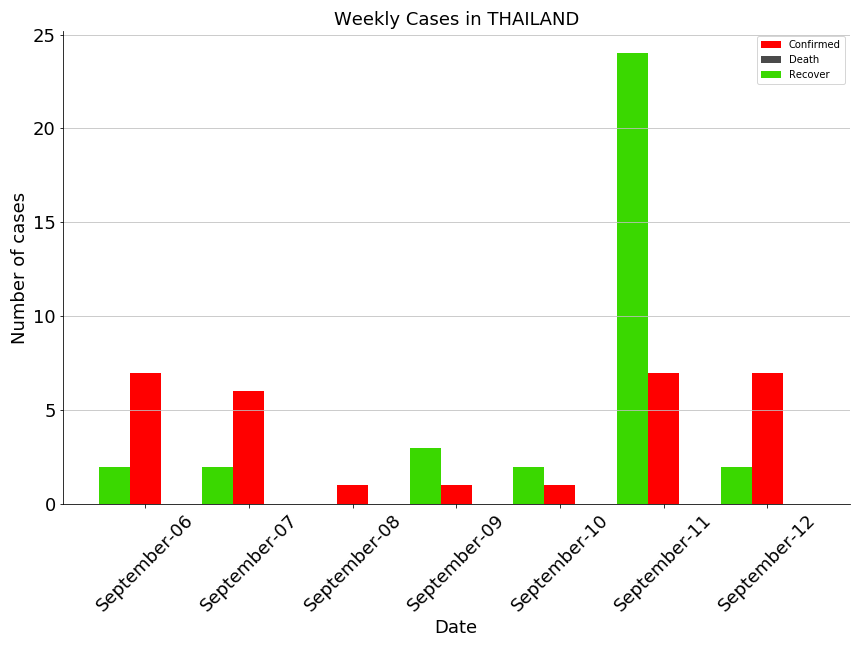 Weekly Cases in THAILAND
Confirmed
Death
Recover
Number of cases
25
20
15
10
5
0
September-06
September-07
September-08
September-09
September-10
September-11
September-12
Date